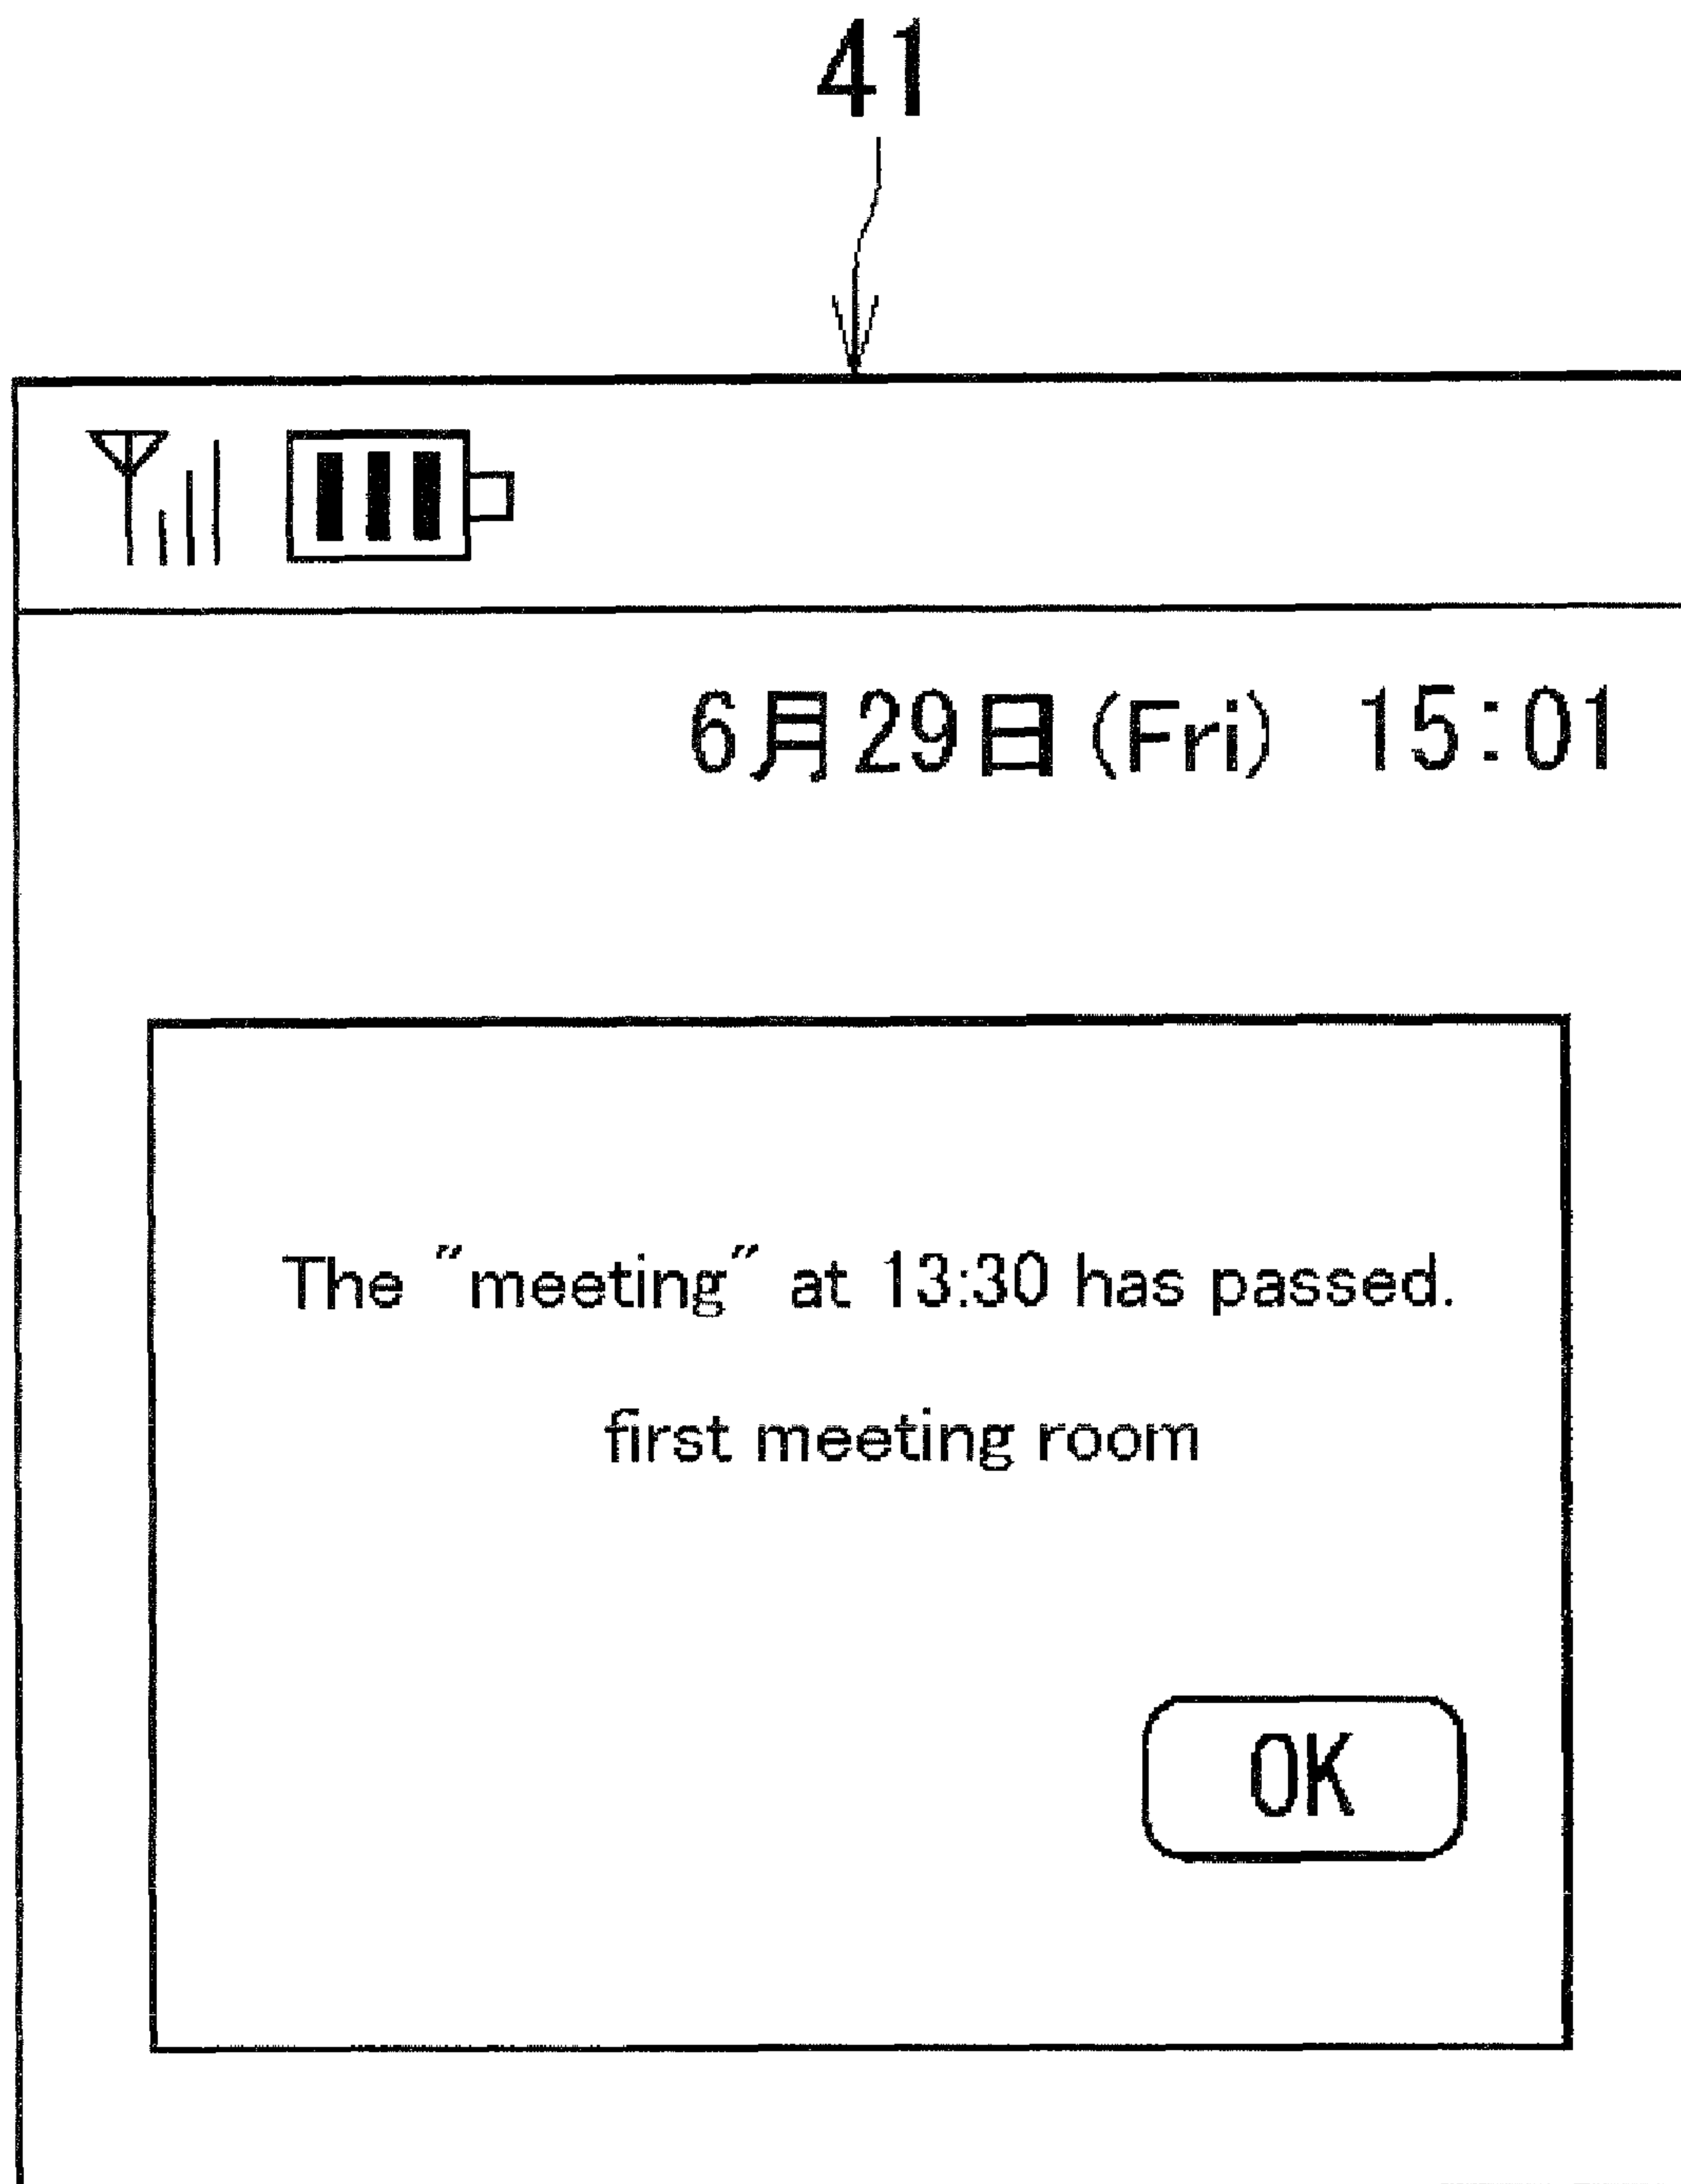 41
6月29日(Fri) 15:01
The "meeting" at 13:30 has passed.
first meeting room
OK